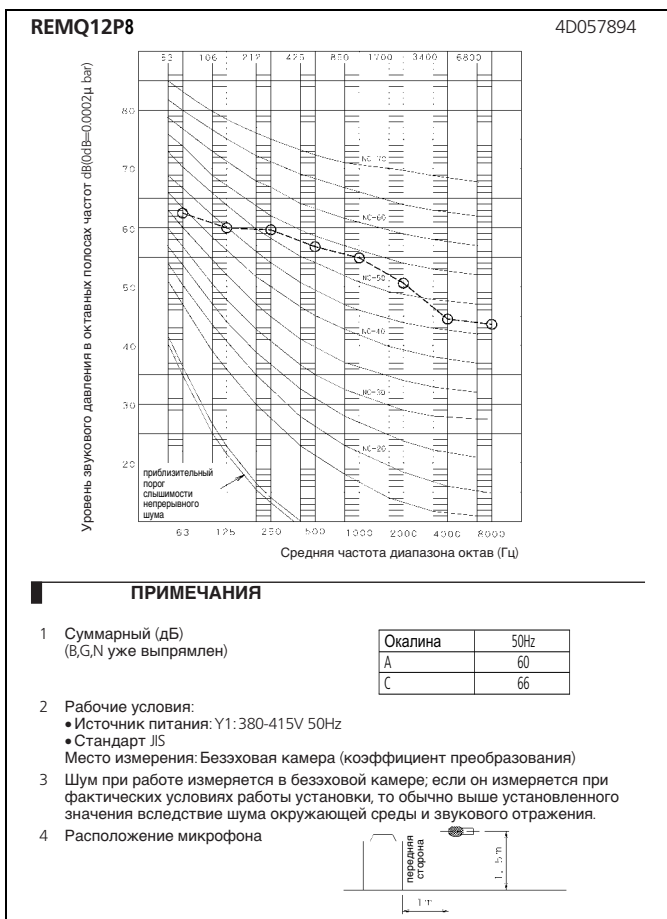 REMQ12P8 4D057894
63 106 212 425 850 1700 3400 6800
Уровень звукового давления в октавных полосах частот dB(0dB=0.0002µ bar)
80
70
60
50
40
30
20
NC-70
NC-60
NC-50
NC-40
NC-30
NC-20
приблизительный
порог
слышимости
непрерывного
шума
63 125 250 500 1000 2000 4000 8000
Средняя частота диапазона октав (Гц)
ПРИМЕЧАНИЯ
1 Суммарный (дБ)
(B,G,N уже выпрямлен)
Окалина 50Hz
A 60
C 66
2 Рабочие условия:
• Источник питания: Y1: 380-415V 50Hz
• Стандарт JIS
Место измерения: Безэховая камера (коэффициент преобразования)
3 Шум при работе измеряется в безэховой камере; если он измеряется при
фактических условиях работы установки, то обычно выше установленного
значения вследствие шума окружающей среды и звукового отражения.
4 Расположение микрофона
передняя
сторона
1.5m
1m